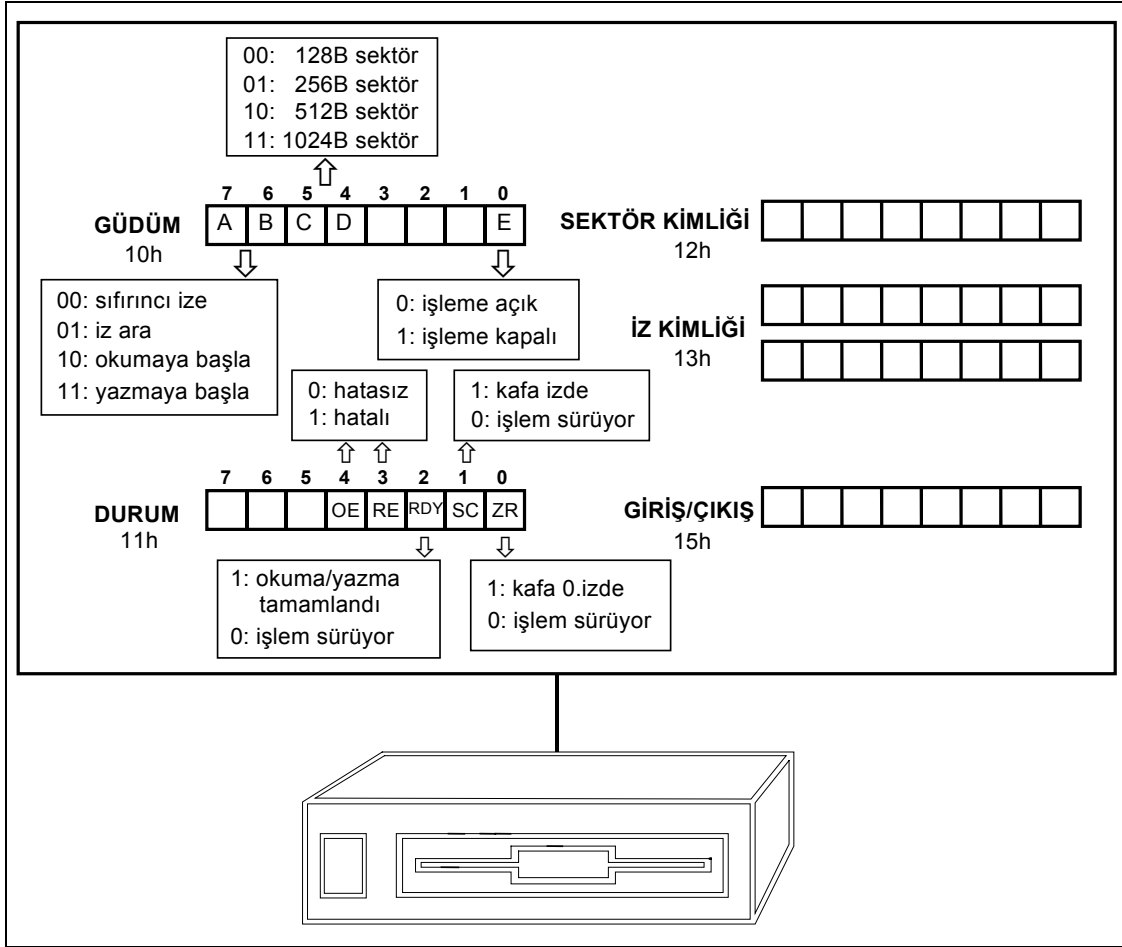 00: 128B sektör
01: 256B sektör
10: 512B sektör
11: 1024B sektör
7 6 5 4 3 2 1 0
GÜDÜM
A B C D E
10h
00: sıfırıncı ize
01: iz ara
10: okumaya başla
11: yazmaya başla
0: işleme açık
1: işleme kapalı
SEKTÖR KİMLİĞİ
12h
İZ KİMLİĞİ
13h
0: hatasız
1: hatalı
1: kafa izde
0: işlem sürüyor
7 6 5 4 3 2 1 0
DURUM
OE RE RDY SC ZR
11h
GİRİŞ/ÇIKIŞ
15h
1: okuma/yazma
tamamlandı
0: işlem sürüyor
1: kafa 0.izde
0: işlem sürüyor